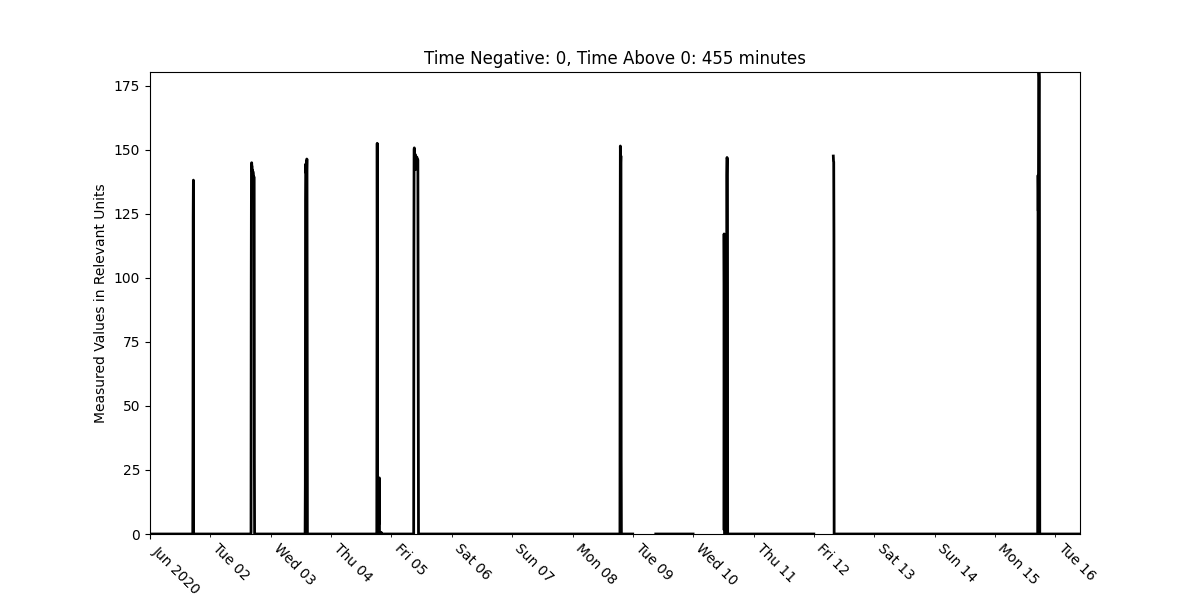 Time Negative: 0, Time Above 0: 455 minutes
Measured Values in Relevant Units
175
150
125
100
75
50
25
0
Jun 2020
Tue 02
Wed 03
Thu 04
Fri 05
Sat 06
Sun 07
Mon 08
Tue 09
Wed 10
Thu 11
Fri 12
Sat 13
Sun 14
Mon 15
Tue 16